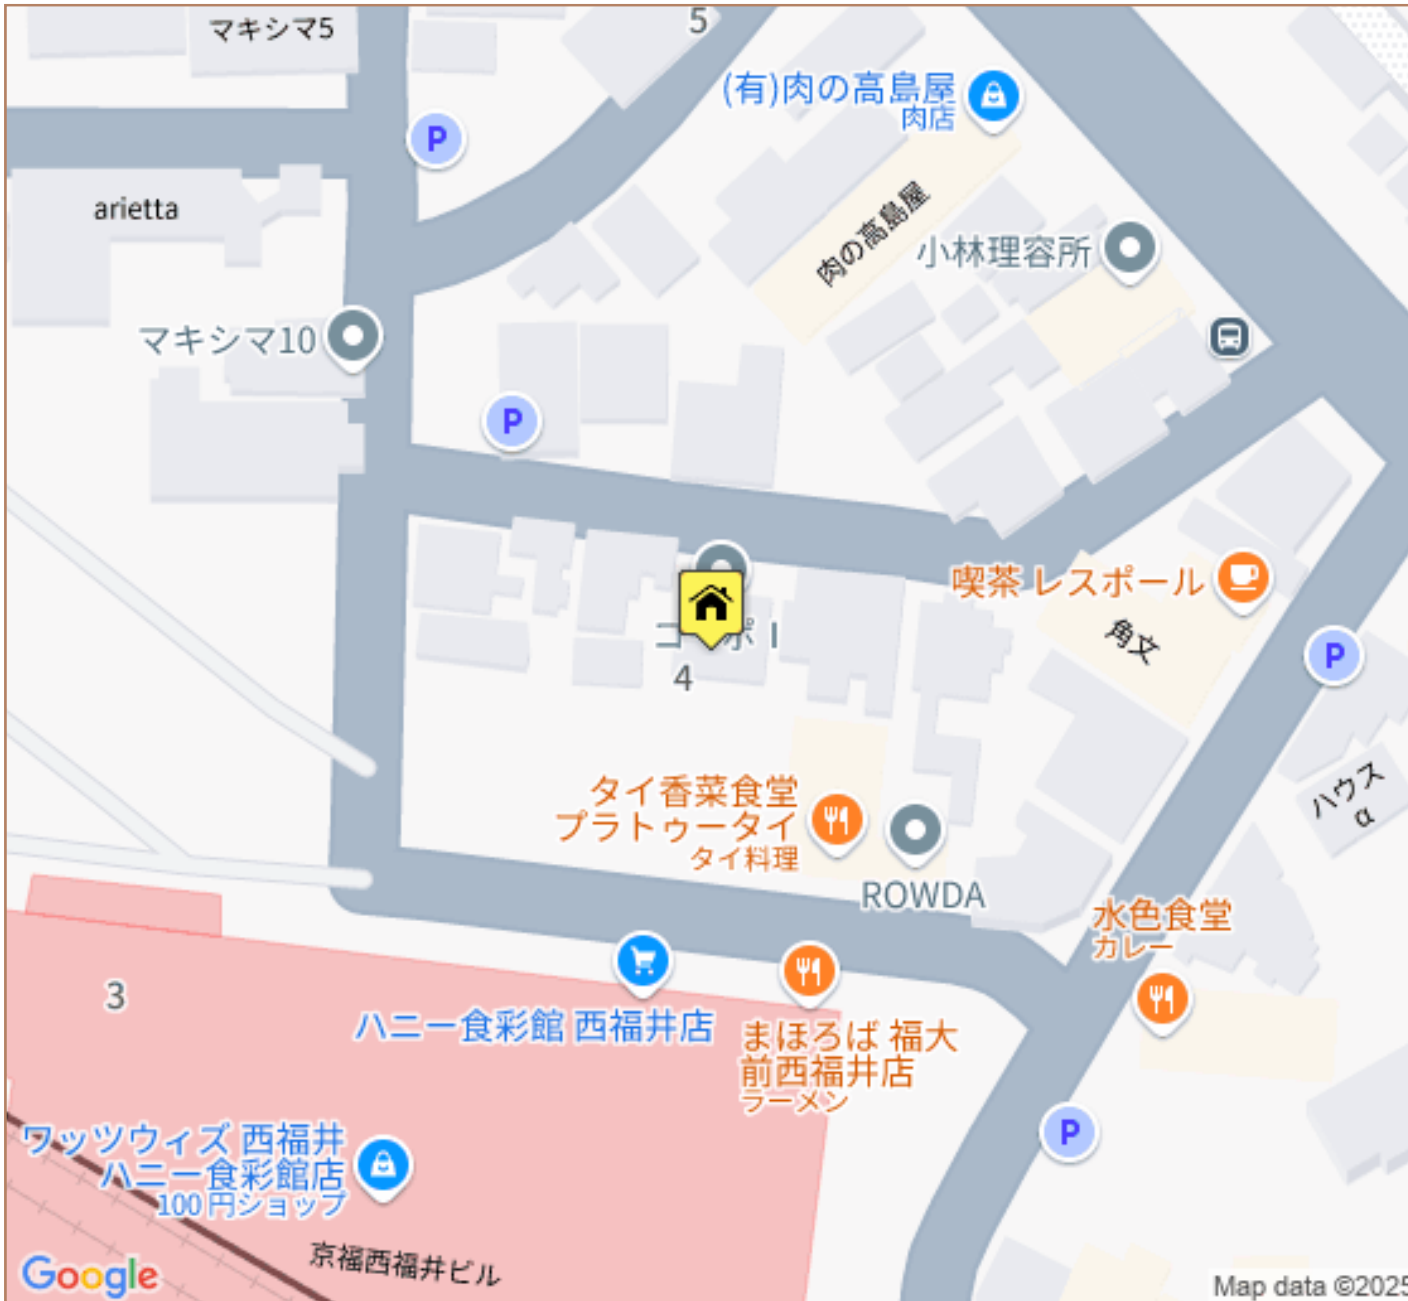 マキシマ5
5
(有)肉の高島屋
肉店
P
arietta
肉の高島屋
小林理容所
マキシマ10
P
喫茶 レスポール
角文
P
4
ハウス
α
タイ香菜食堂
プラトゥータイ
タイ料理
ROWDA
水色食堂
カレー
3
ハニー食彩館 西福井店
まほろば 福大
前西福井店
ラーメン
P
ワッツウィズ 西福井
ハニー食彩館店
100円ショップ
京福西福井ビル
Google
Map data ©2025